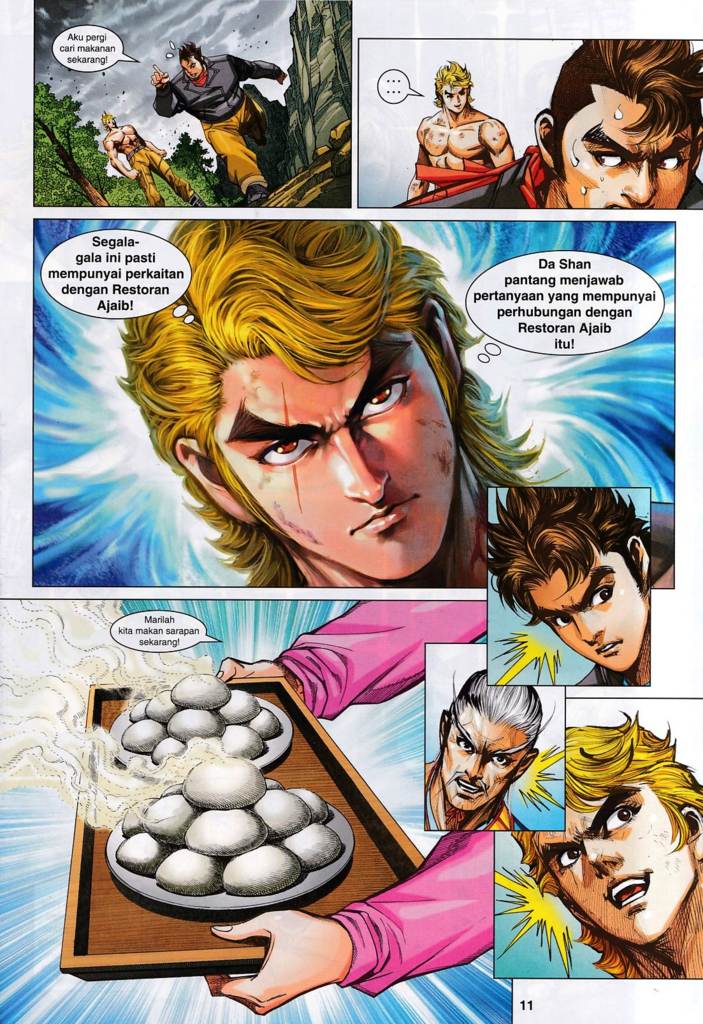 Aku pergi
cari makanan
sekarang!
...
...
Segala-
gala ini pasti
mempunyai perkaitan
dengan Restoran
Ajaib!
Da Shan
pantang menjawab
pertanyaan yang mempunyai
perhubungan dengan
Restoran Ajaib
itu!
Marilah
kita makan sarapan
sekarang!
11